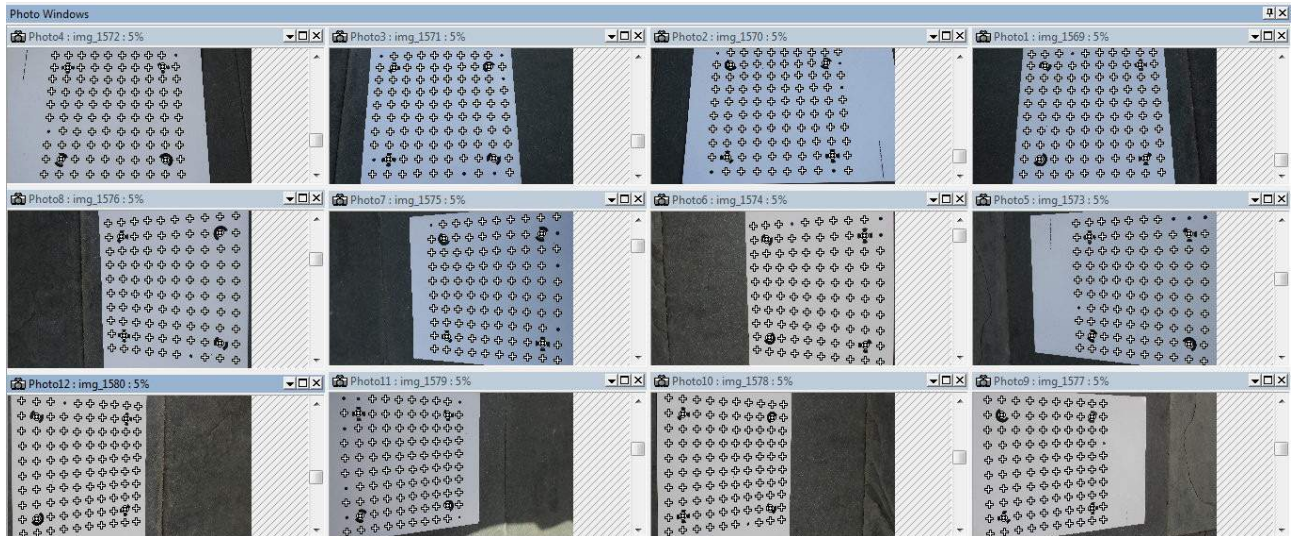 Photo Windows
Photo4 : img_1572 : 5%
Photo3 : img_1571 : 5%
Photo2 : img_1570 : 5%
Photo1 : img_1569 : 5%
Photo8 : img_1576 : 5%
Photo7 : img_1575 : 5%
Photo6 : img_1574 : 5%
Photo5 : img_1573 : 5%
Photo12 : img_1580 : 5%
Photo11 : img_1579 : 5%
Photo10 : img_1578 : 5%
Photo9 : img_1577 : 5%